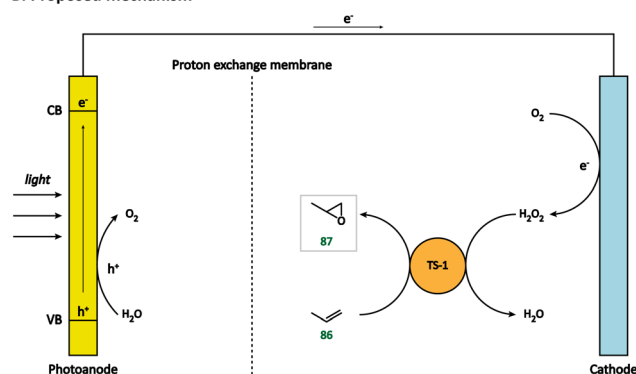 e⁻
Proton exchange membrane
CB
e⁻
O₂
light
e⁻
O₂
H₂O₂
O
87
h⁺
TS-1
h⁺
H₂O
VB
86
H₂O
Photoanode
Cathode